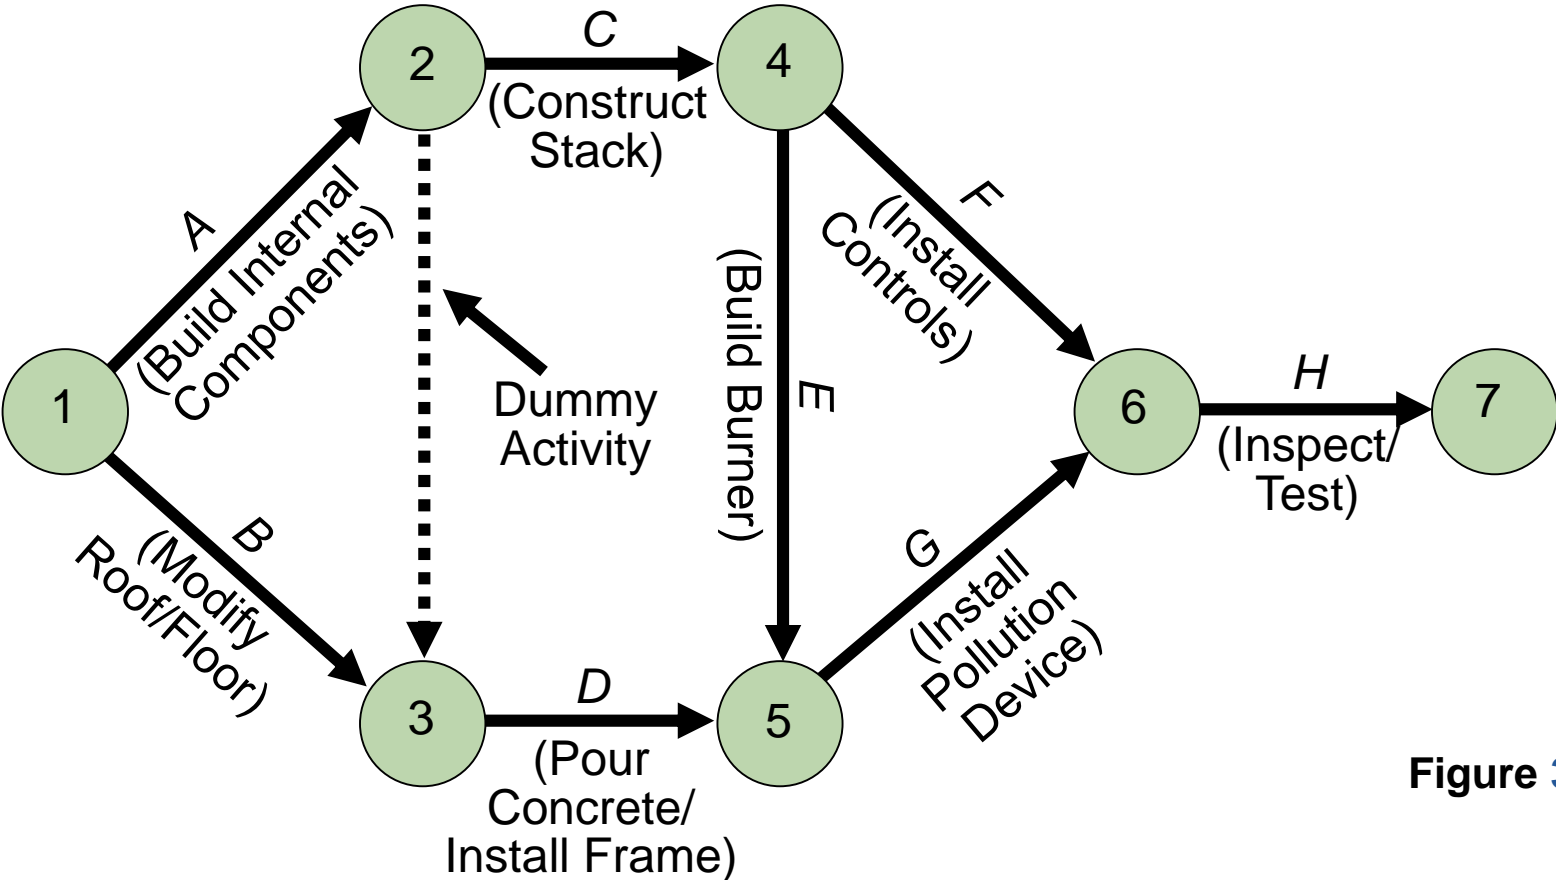 C
2
4
(Construct
Stack)
A
(Build Internal
Components)
F
(Install
Controls)
(Build Burner)
E
Dummy
Activity
1
6
H
7
(Inspect/
Test)
B
(Modify
Roof/Floor)
G
(Install
Pollution
Device)
3
D
5
(Pour
Concrete/
Install Frame)
Figure 3